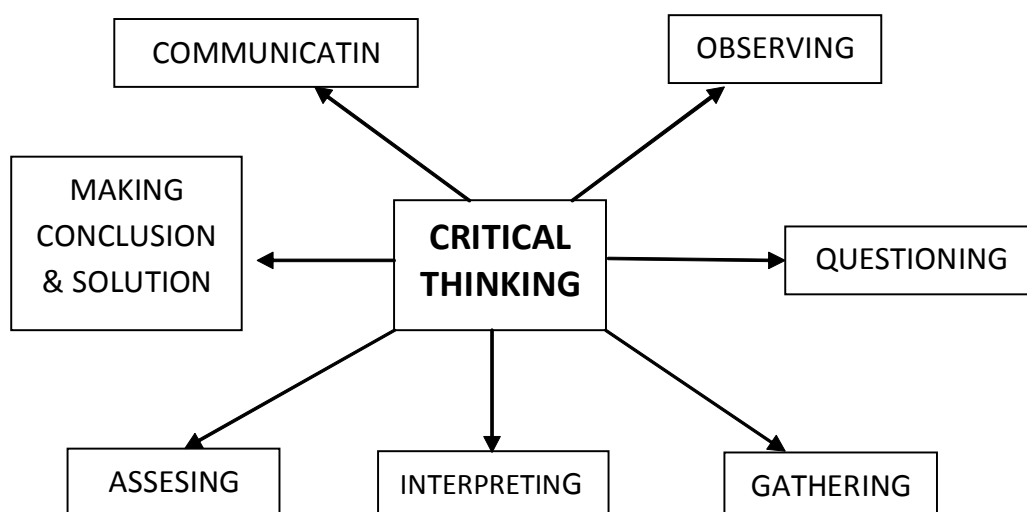 COMMUNICATIN
OBSERVING
MAKING
CONCLUSION
& SOLUTION
CRITICAL
THINKING
QUESTIONING
ASSESING
INTERPRETING
GATHERING